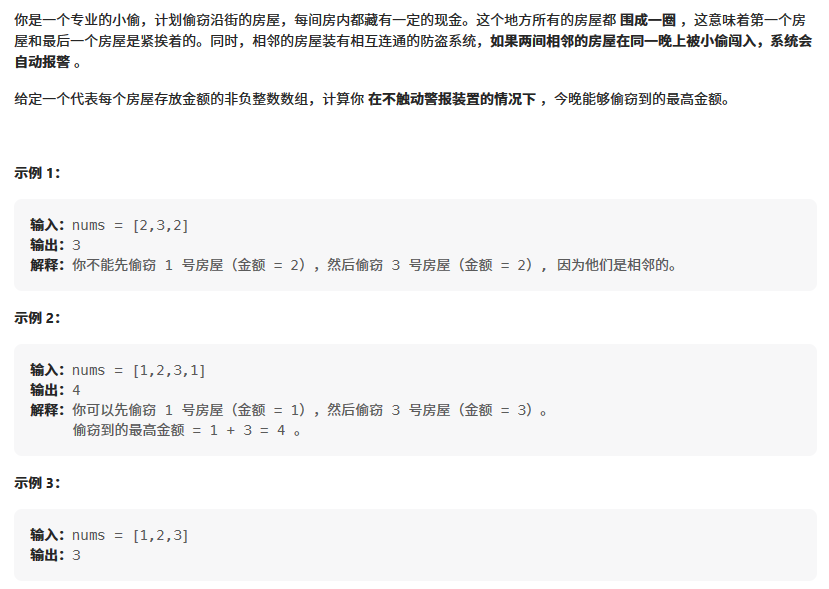 你是一个专业的小偷，计划偷窃沿街的房屋，每间房内都藏有一定的现金。这个地方所有的房屋都 围成一圈 ，这意味着第一个房
屋和最后一个房屋是紧挨着的。同时，相邻的房屋装有相互连通的防盗系统，如果两间相邻的房屋在同一晚上被小偷闯入，系统会
自动报警 。
给定一个代表每个房屋存放金额的非负整数数组，计算你 在不触动警报装置的情况下 ，今晚能够偷窃到的最高金额。
示例 1：
输入：nums = [2,3,2]
输出：3
解释：你不能先偷窃 1 号房屋（金额 = 2），然后偷窃 3 号房屋（金额 = 2）, 因为他们是相邻的。
示例 2：
输入：nums = [1,2,3,1]
输出：4
解释：你可以先偷窃 1 号房屋（金额 = 1），然后偷窃 3 号房屋（金额 = 3）。
偷窃到的最高金额 = 1 + 3 = 4 。
示例 3：
输入：nums = [1,2,3]
输出：3